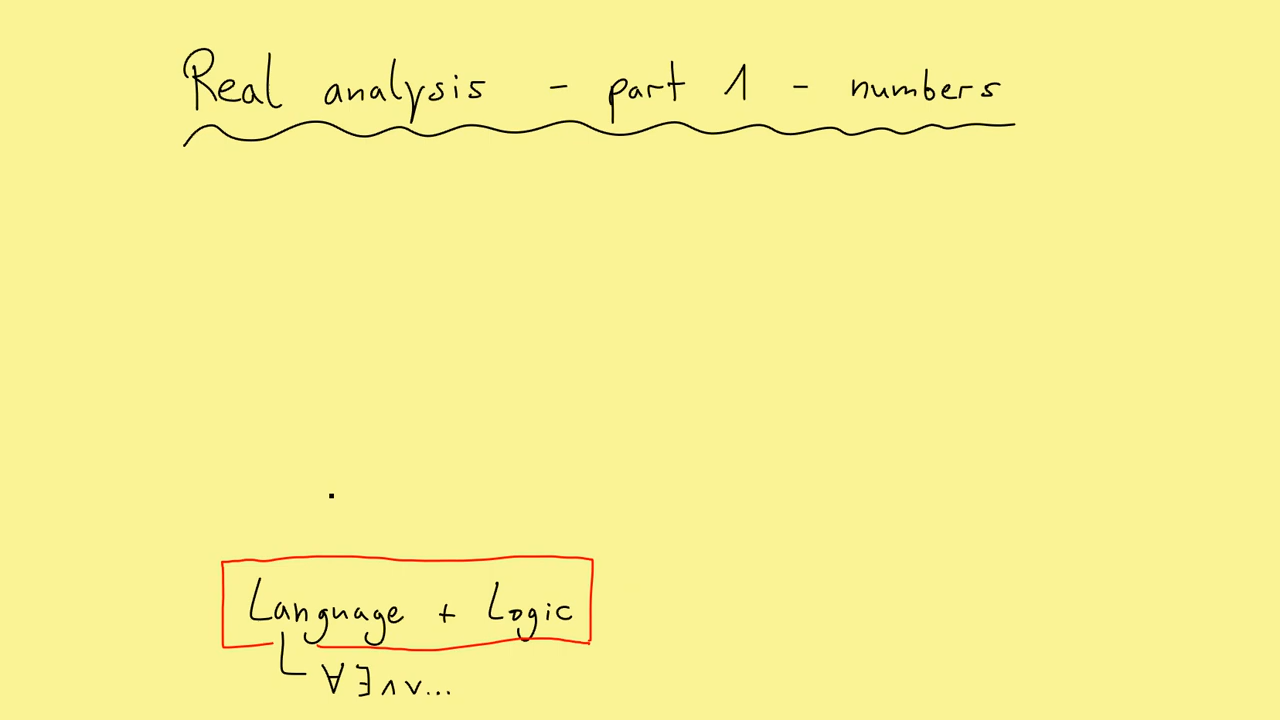 Real analysis - part 1 - numbers
Language + Logic
∀ ∃ ∧ ∨ ...